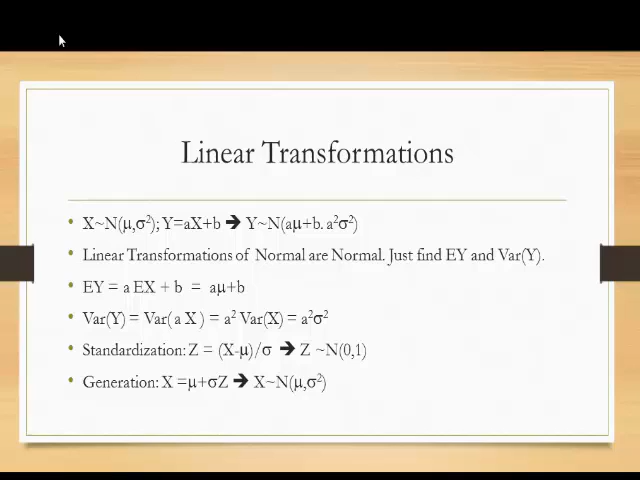 Linear Transformations
• X~N(μ,σ²); Y=aX+b 🡺 Y~N(aμ+b. a²σ²)
• Linear Transformations of Normal are Normal. Just find EY and Var(Y).
• EY = a EX + b = aμ+b
• Var(Y) = Var( a X ) = a² Var(X) = a²σ²
• Standardization: Z = (X-μ)/σ 🡺 Z ~N(0,1)
• Generation: X =μ+σZ 🡺 X~N(μ,σ²)